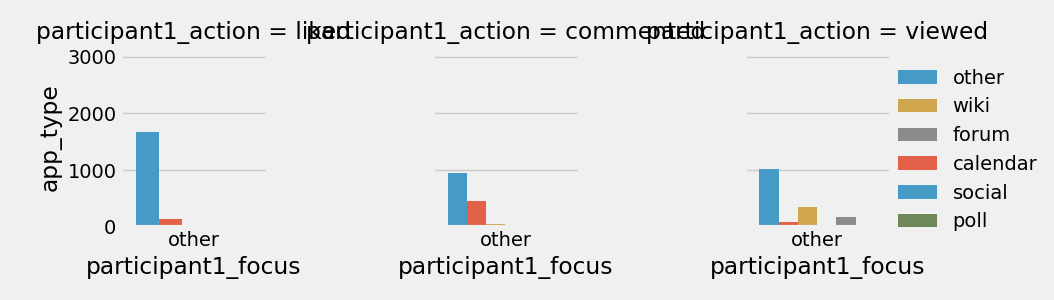 participant1_action = liked
participant1_action = commented
participant1_action = viewed
app_type
3000
2000
1000
0
other
other
other
participant1_focus
participant1_focus
participant1_focus
other
wiki
forum
calendar
social
poll